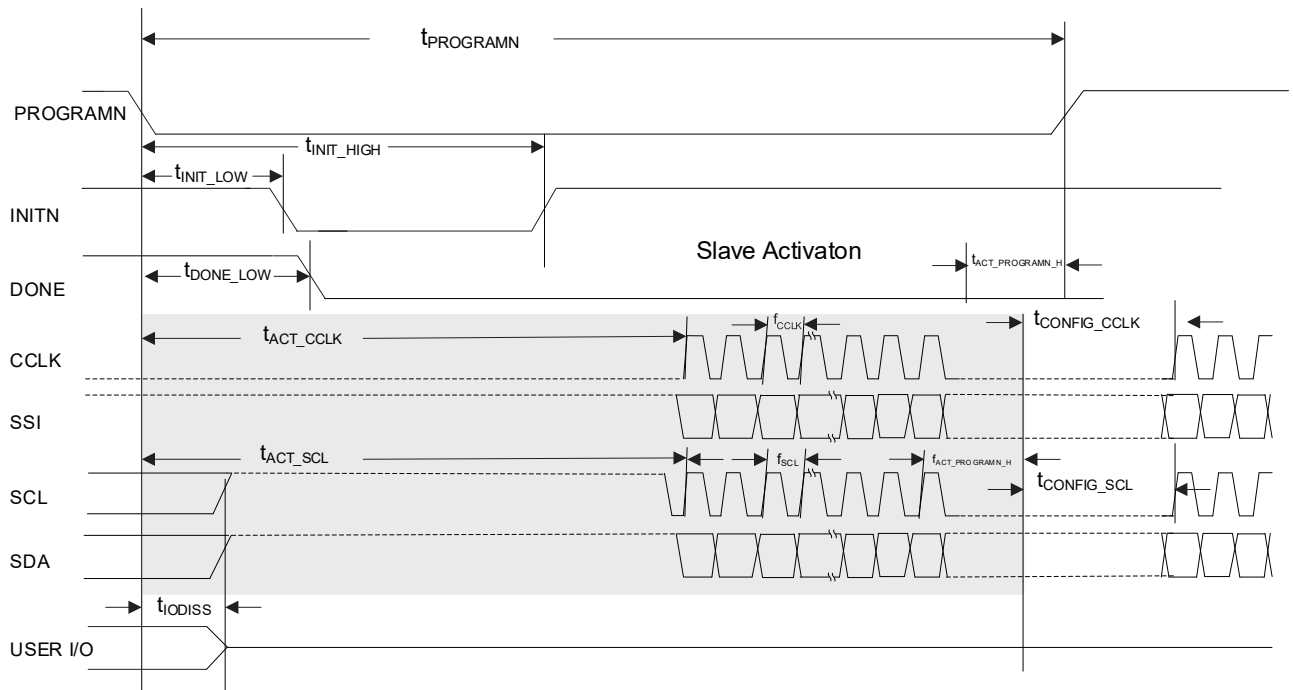 tPROGRAMN
PROGRAMN
tINIT_HIGH
tINIT_LOW
INITN
Slave Activaton
tDONE_LOW
tACT_PROGRAMN_H
DONE
tACT_CCLK
fCCLK
tCONFIG_CCLK
CCLK
SSI
tACT_SCL
fSCL
fACT_PROGRAMN_H
tCONFIG_SCL
SCL
SDA
tIODISS
USER I/O